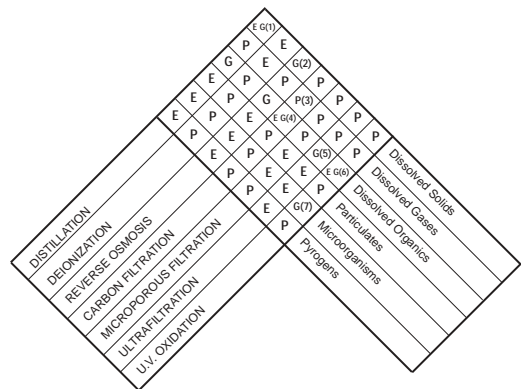 E G(1)
P E
G E G(2)
E P P P
E P G P(3) P
E P E E G(4) P P
P E P P P P
E P E G(5) P
P E E E G(6)
P E P
E G(7)
P
DISTILLATION
DEIONIZATION
REVERSE OSMOSIS
CARBON FILTRATION
MICROPOROUS FILTRATION
ULTRAFILTRATION
U.V. OXIDATION
Dissolved Solids
Dissolved Gases
Dissolved Organics
Particulates
Microorganisms
Pyrogens